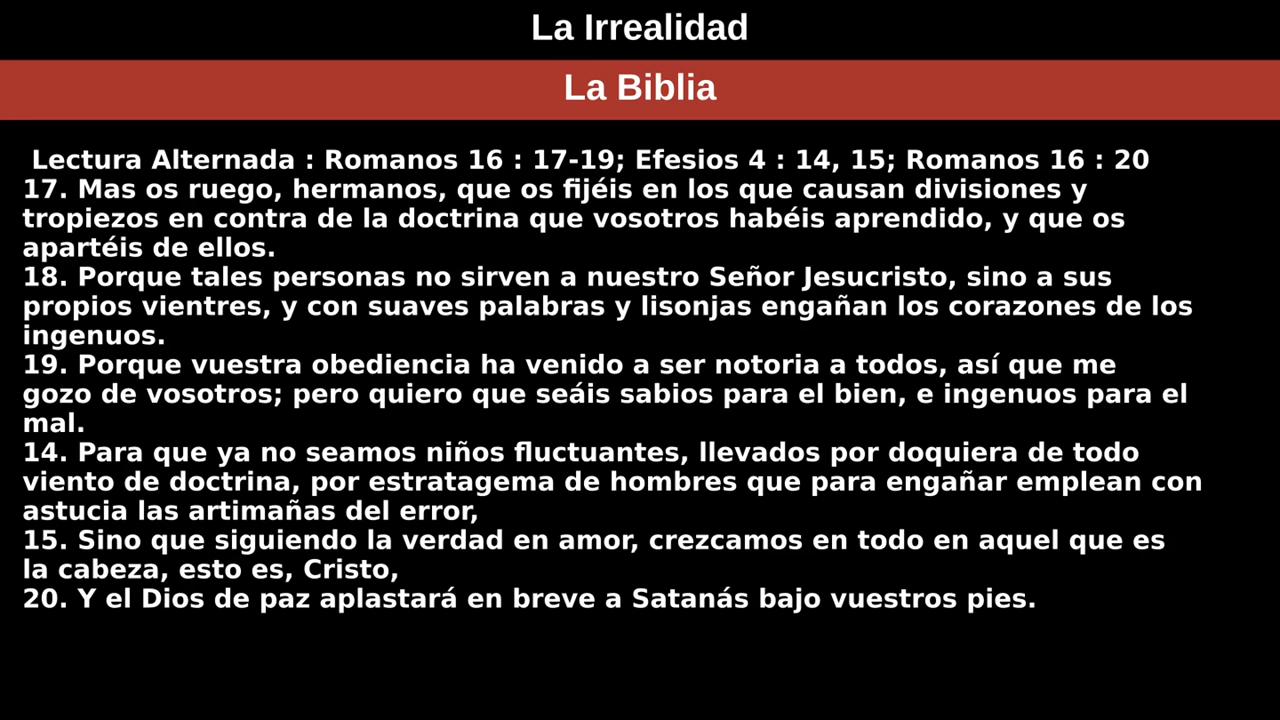 La Irrealidad
La Biblia
Lectura Alternada : Romanos 16 : 17-19; Efesios 4 : 14, 15; Romanos 16 : 20
17. Mas os ruego, hermanos, que os fijéis en los que causan divisiones y
tropiezos en contra de la doctrina que vosotros habéis aprendido, y que os
apartéis de ellos.
18. Porque tales personas no sirven a nuestro Señor Jesucristo, sino a sus
propios vientres, y con suaves palabras y lisonjas engañan los corazones de los
ingenuos.
19. Porque vuestra obediencia ha venido a ser notoria a todos, así que me
gozo de vosotros; pero quiero que seáis sabios para el bien, e ingenuos para el
mal.
14. Para que ya no seamos niños fluctuantes, llevados por doquiera de todo
viento de doctrina, por estratagema de hombres que para engañar emplean con
astucia las artimañas del error,
15. Sino que siguiendo la verdad en amor, crezcamos en todo en aquel que es
la cabeza, esto es, Cristo,
20. Y el Dios de paz aplastará en breve a Satanás bajo vuestros pies.